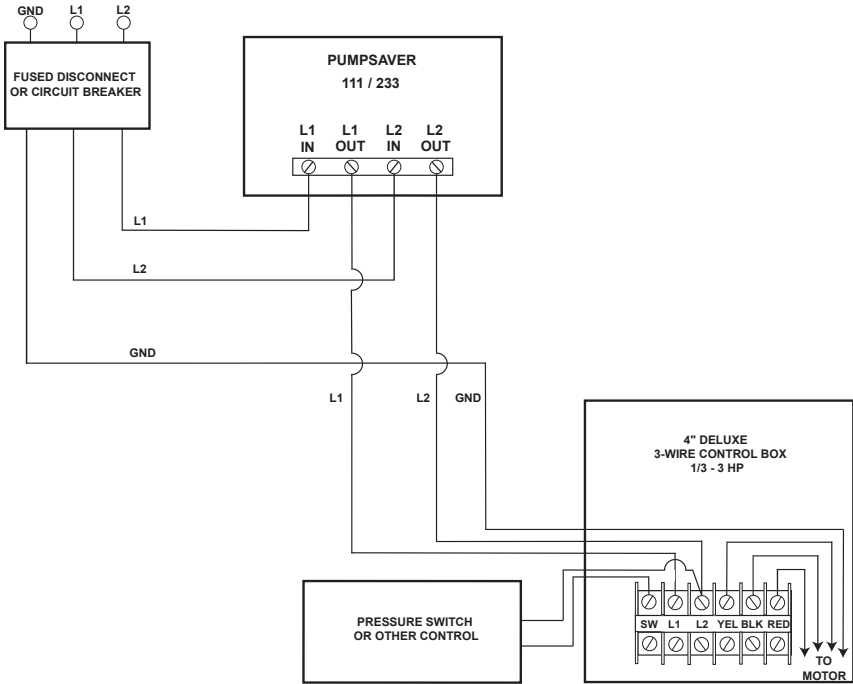 GND L1 L2
FUSED DISCONNECT
OR CIRCUIT BREAKER
PUMPSAVER
111 / 233
L1 L1 L2 L2
IN OUT IN OUT
L1
L2
GND
L1 L2 GND
4" DELUXE
3-WIRE CONTROL BOX
1/3 - 3 HP
PRESSURE SWITCH
OR OTHER CONTROL
SW L1 L2 YEL BLK RED
TO
MOTOR